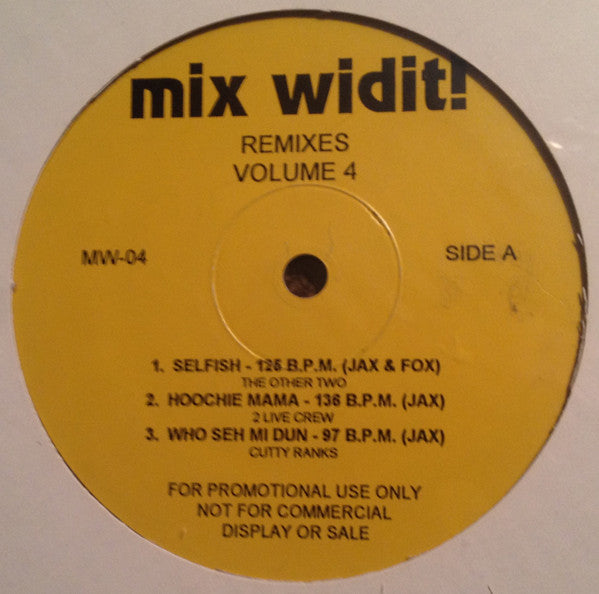 mix widit!
REMIXES
VOLUME 4
MW-04
SIDE A
1. SELFISH - 125 B.P.M. (JAX & FOX)
THE OTHER TWO
2. HOOCHIE MAMA - 136 B.P.M. (JAX)
2 LIVE CREW
3. WHO SEH MI DUN - 97 B.P.M. (JAX)
CUTTY RANKS
FOR PROMOTIONAL USE ONLY
NOT FOR COMMERCIAL
DISPLAY OR SALE